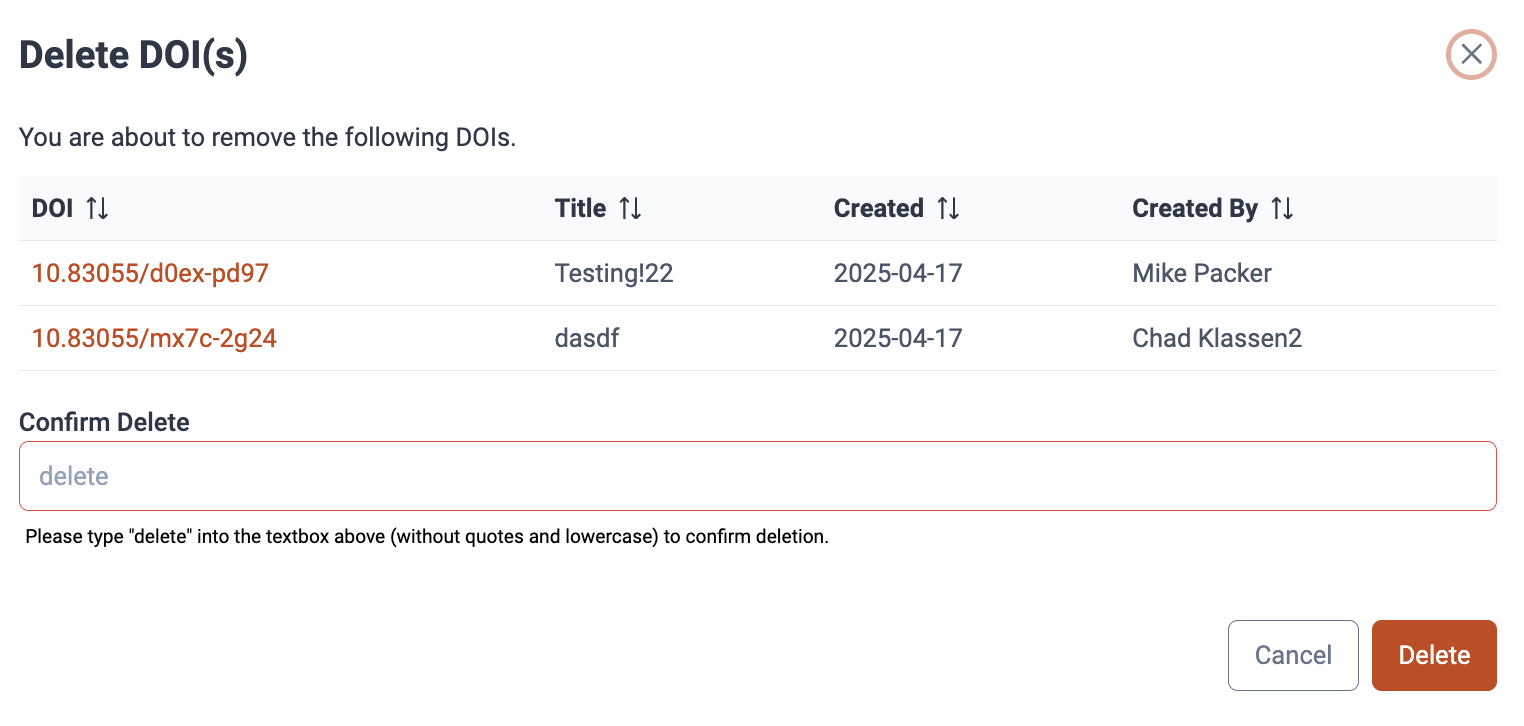 Delete DOI(s)
You are about to remove the following DOIs.
DOI Title Created Created By
10.83055/d0ex-pd97 Testing!22 2025-04-17 Mike Packer
10.83055/mx7c-2g24 dasdf 2025-04-17 Chad Klassen2
Confirm Delete
delete
Please type "delete" into the textbox above (without quotes and lowercase) to confirm deletion.
Cancel Delete